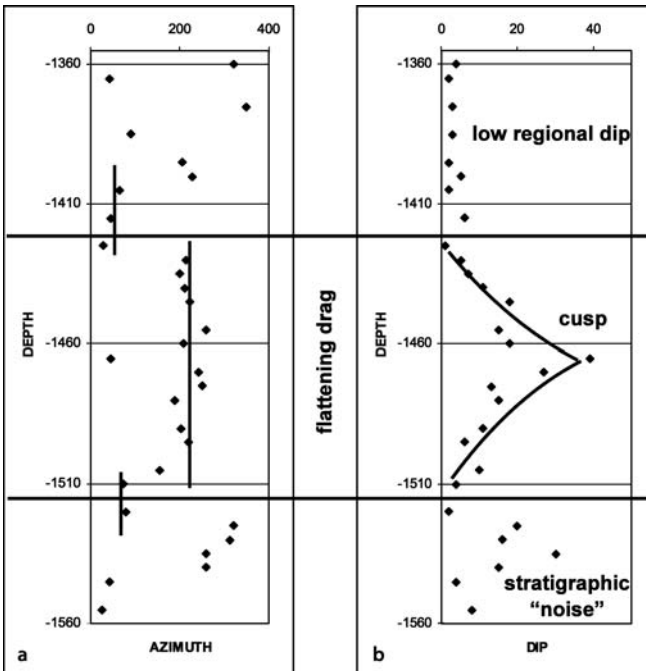 0 200 400
-1360
-1410
DEPTH
-1460
-1510
-1560
a AZIMUTH
flattening drag
0 20 40
-1360
low regional dip
-1410
DEPTH
cusp
-1460
-1510
stratigraphic
“noise”
-1560
b DIP